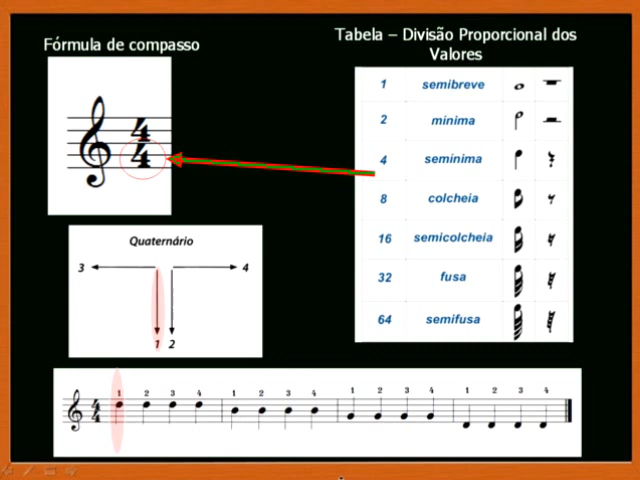 Fórmula de compasso
Tabela – Divisão Proporcional dos
Valores
4
4
1 semibreve
2 mínima
4 semínima
8 colcheia
16 semicolcheia
32 fusa
64 semifusa
Quaternário
3 4
1 2
4
4
1 2 3 4 1 2 3 4 1 2 3 4 1 2 3 4